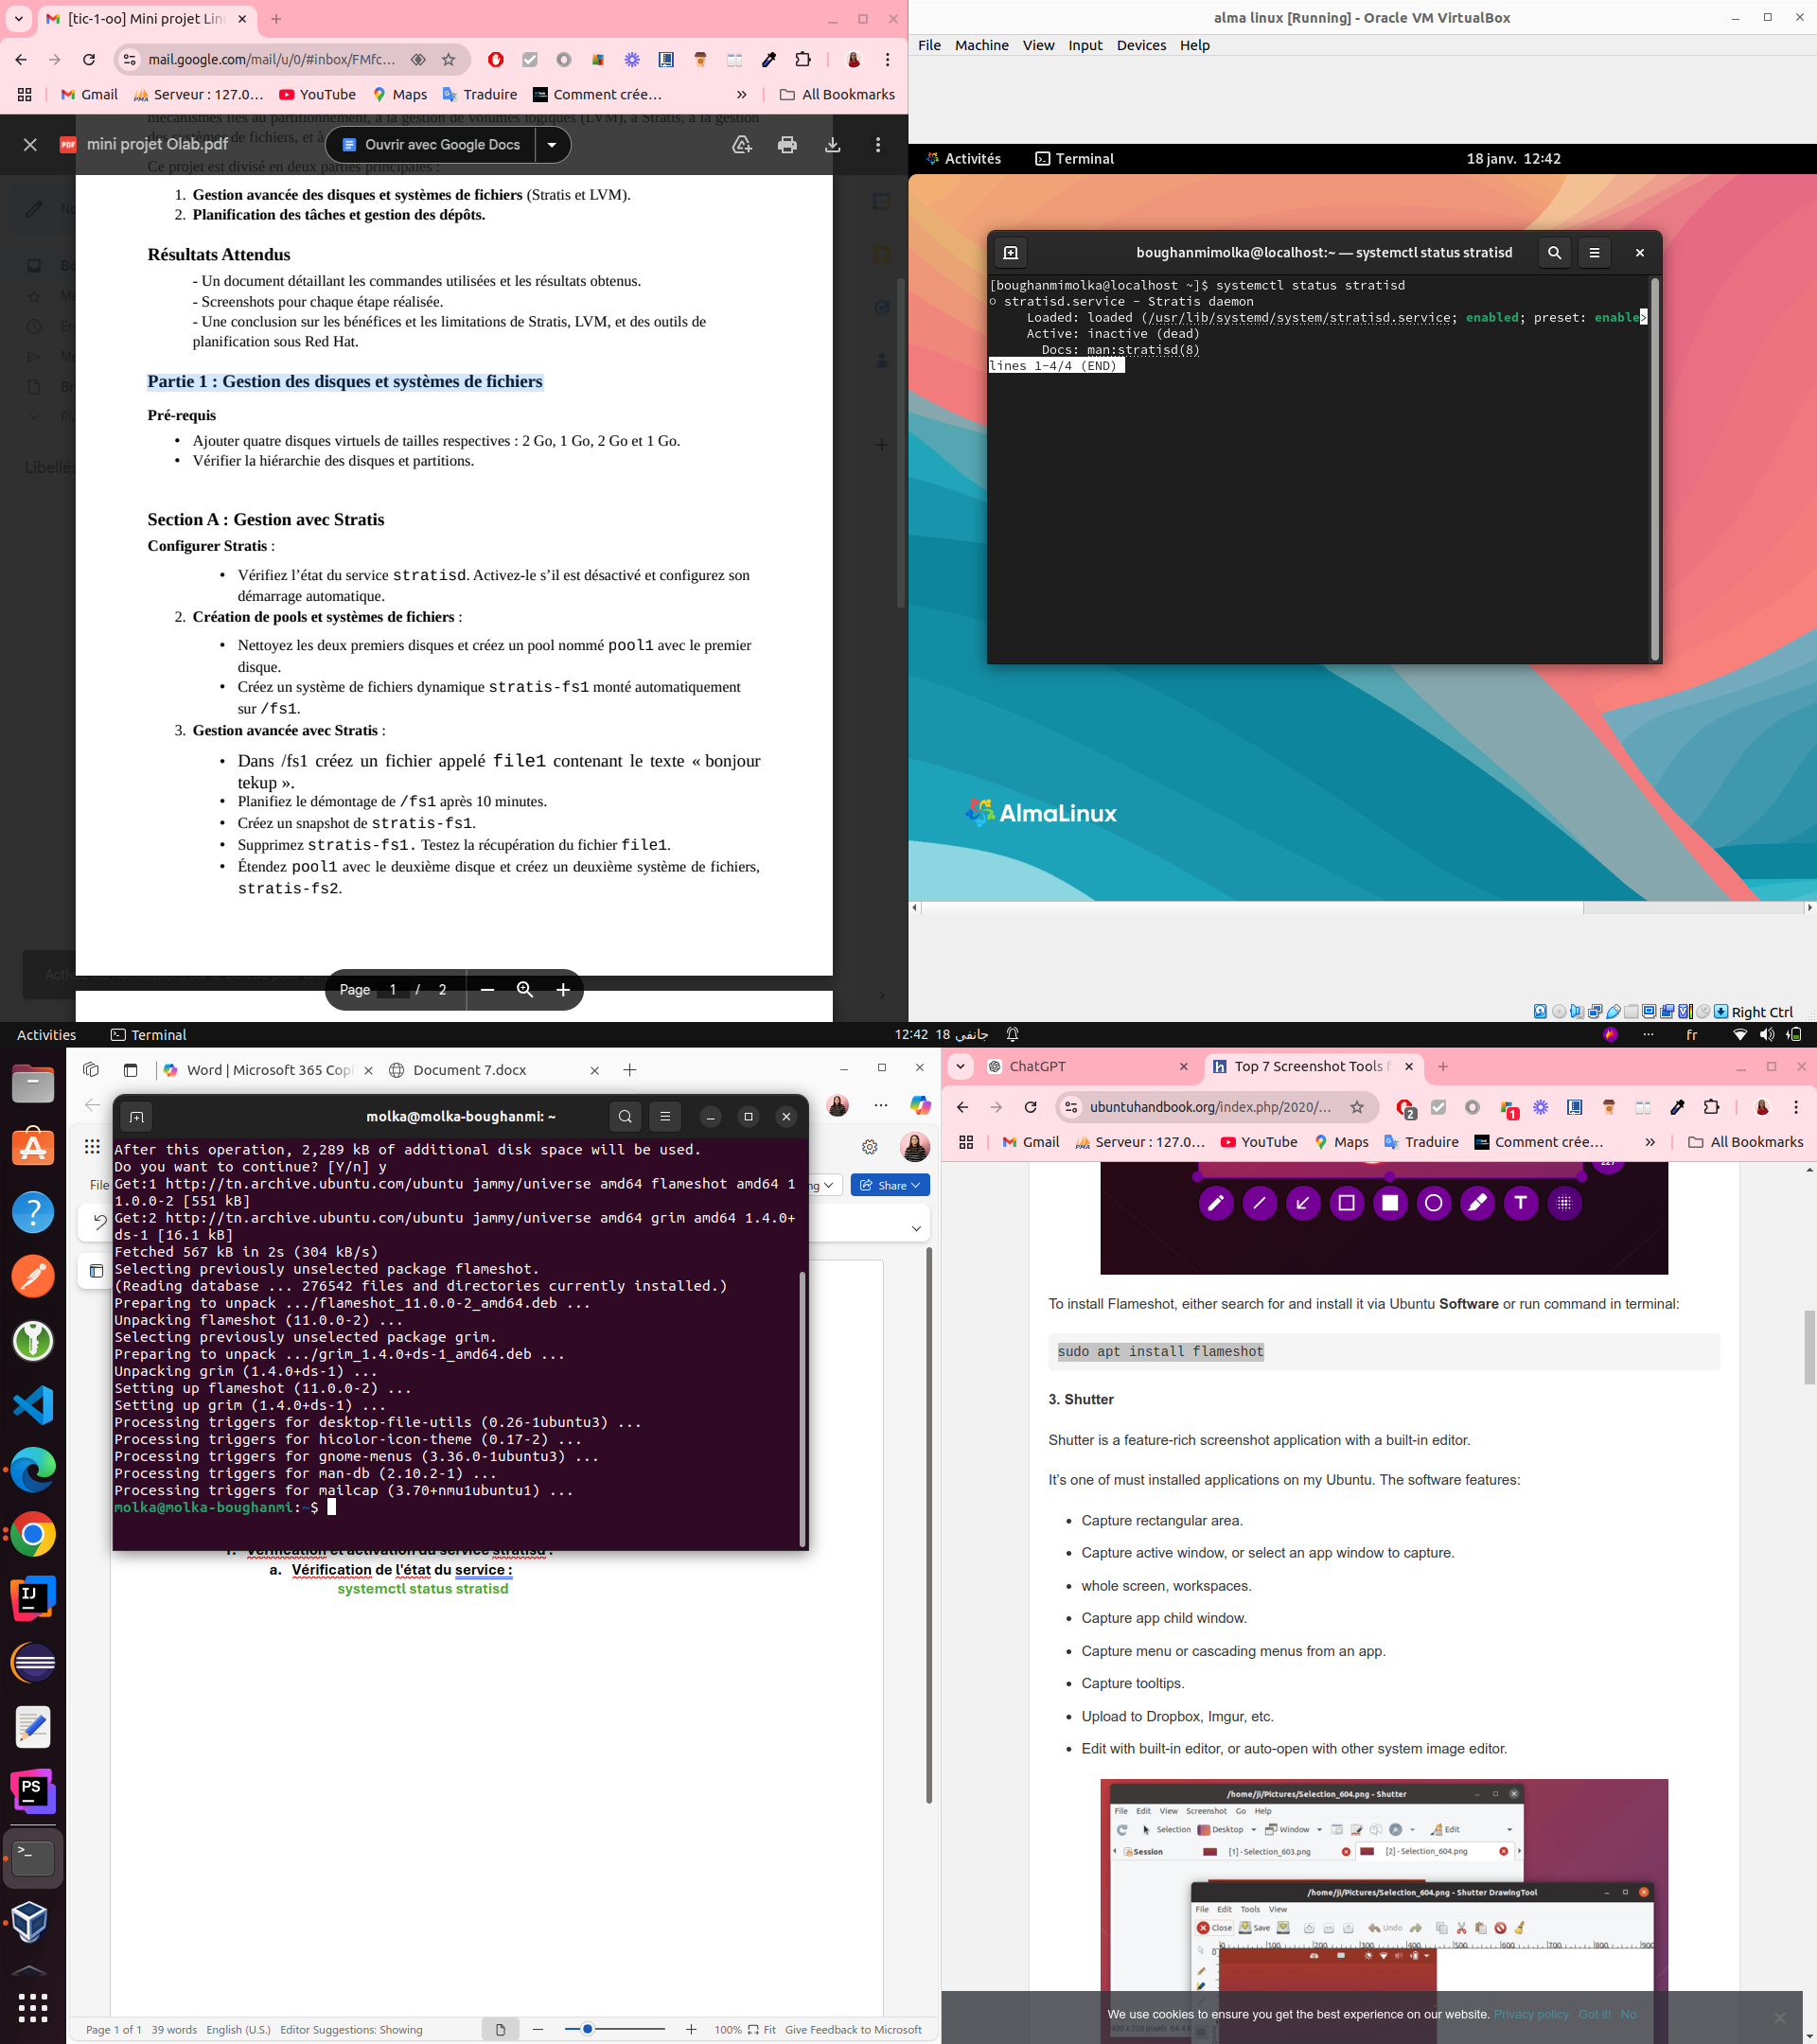 [tic-1-oo] Mini projet Lin
mail.google.com/mail/u/0/#inbox/FMfc...
Gmail
Serveur : 127.0...
YouTube
Maps
Traduire
Comment crée...
»
All Bookmarks
mini projet Olab.pdf
Ouvrir avec Google Docs
mécanismes liés au partitionnement, à la gestion de volumes logiques (LVM), à Stratis, à la gestion
Ce projet est divisé en deux parties principales :
1. Gestion avancée des disques et systèmes de fichiers (Stratis et LVM).
2. Planification des tâches et gestion des dépôts.
Résultats Attendus
- Un document détaillant les commandes utilisées et les résultats obtenus.
- Screenshots pour chaque étape réalisée.
- Une conclusion sur les bénéfices et les limitations de Stratis, LVM, et des outils de
planification sous Red Hat.
Partie 1 : Gestion des disques et systèmes de fichiers
Pré-requis
• Ajouter quatre disques virtuels de tailles respectives : 2 Go, 1 Go, 2 Go et 1 Go.
• Vérifier la hiérarchie des disques et partitions.
Section A : Gestion avec Stratis
Configurer Stratis :
• Vérifiez l’état du service stratisd. Activez-le s’il est désactivé et configurez son
démarrage automatique.
2. Création de pools et systèmes de fichiers :
• Nettoyez les deux premiers disques et créez un pool nommé pool1 avec le premier
disque.
• Créez un système de fichiers dynamique stratis-fs1 monté automatiquement
sur /fs1.
3. Gestion avancée avec Stratis :
• Dans /fs1 créez un fichier appelé file1 contenant le texte « bonjour
tekup ».
• Planifiez le démontage de /fs1 après 10 minutes.
• Créez un snapshot de stratis-fs1.
• Supprimez stratis-fs1. Testez la récupération du fichier file1.
• Étendez pool1 avec le deuxième disque et créez un deuxième système de fichiers,
stratis-fs2.
Page 1 / 2
alma linux [Running] - Oracle VM VirtualBox
File Machine View Input Devices Help
Activités
Terminal
18 janv. 12:42
boughanmimolka@localhost:~ — systemctl status stratisd
[boughanmimolka@localhost ~]$ systemctl status stratisd
○ stratisd.service - Stratis daemon
Loaded: loaded (/usr/lib/systemd/system/stratisd.service; enabled; preset: enable>
Active: inactive (dead)
Docs: man:stratisd(8)
lines 1-4/4 (END)
AlmaLinux
Right Ctrl
Activities
Terminal
12:42 18 جانفي
fr
Word | Microsoft 365 Copi
Document 7.docx
File
Share
molka@molka-boughanmi: ~
After this operation, 2,289 kB of additional disk space will be used.
Do you want to continue? [Y/n] y
Get:1 http://tn.archive.ubuntu.com/ubuntu jammy/universe amd64 flameshot amd64 1
1.0.0-2 [551 kB]
Get:2 http://tn.archive.ubuntu.com/ubuntu jammy/universe amd64 grim amd64 1.4.0+
ds-1 [16.1 kB]
Fetched 567 kB in 2s (304 kB/s)
Selecting previously unselected package flameshot.
(Reading database ... 276542 files and directories currently installed.)
Preparing to unpack .../flameshot_11.0.0-2_amd64.deb ...
Unpacking flameshot (11.0.0-2) ...
Selecting previously unselected package grim.
Preparing to unpack .../grim_1.4.0+ds-1_amd64.deb ...
Unpacking grim (1.4.0+ds-1) ...
Setting up flameshot (11.0.0-2) ...
Setting up grim (1.4.0+ds-1) ...
Processing triggers for desktop-file-utils (0.26-1ubuntu3) ...
Processing triggers for hicolor-icon-theme (0.17-2) ...
Processing triggers for gnome-menus (3.36.0-1ubuntu3) ...
Processing triggers for man-db (2.10.2-1) ...
Processing triggers for mailcap (3.70+nmu1ubuntu1) ...
molka@molka-boughanmi:~$
Vérification et activation du service stratisd :
a. Vérification de l'état du service :
systemctl status stratisd
Page 1 of 1 39 words English (U.S.) Editor Suggestions: Showing
100% Fit Give Feedback to Microsoft
ChatGPT
Top 7 Screenshot Tools f
ubuntuhandbook.org/index.php/2020/...
2
1
Gmail
Serveur : 127.0...
YouTube
Maps
Traduire
Comment crée...
»
All Bookmarks
T
To install Flameshot, either search for and install it via Ubuntu Software or run command in terminal:
sudo apt install flameshot
3. Shutter
Shutter is a feature-rich screenshot application with a built-in editor.
It’s one of must installed applications on my Ubuntu. The software features:
• Capture rectangular area.
• Capture active window, or select an app window to capture.
• whole screen, workspaces.
• Capture app child window.
• Capture menu or cascading menus from an app.
• Capture tooltips.
• Upload to Dropbox, Imgur, etc.
• Edit with built-in editor, or auto-open with other system image editor.
/home/ji/Pictures/Selection_604.png - Shutter
File Edit View Screenshot Go Help
Selection Desktop Window Edit
Session [1] - Selection_603.png [2] - Selection_604.png
/home/ji/Pictures/Selection_604.png - Shutter DrawingTool
File Edit Tools View
Close Save Undo
0 100 200 300 400 500 600 700 800 900
We use cookies to ensure you get the best experience on our website. Privacy policy Got it! No
IJ
PS